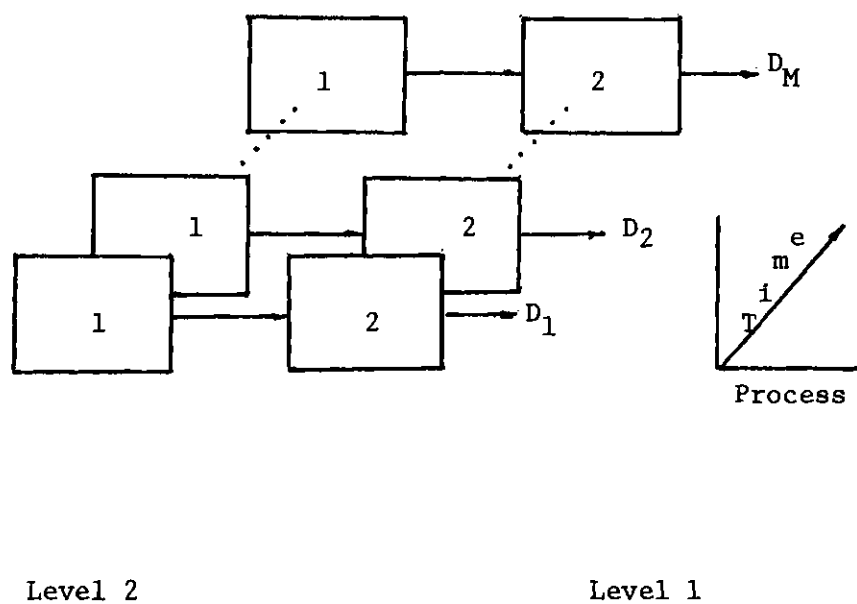 1 2 D_M
1 2 D_2
1 2 D_1
Time
Process
Level 2 Level 1